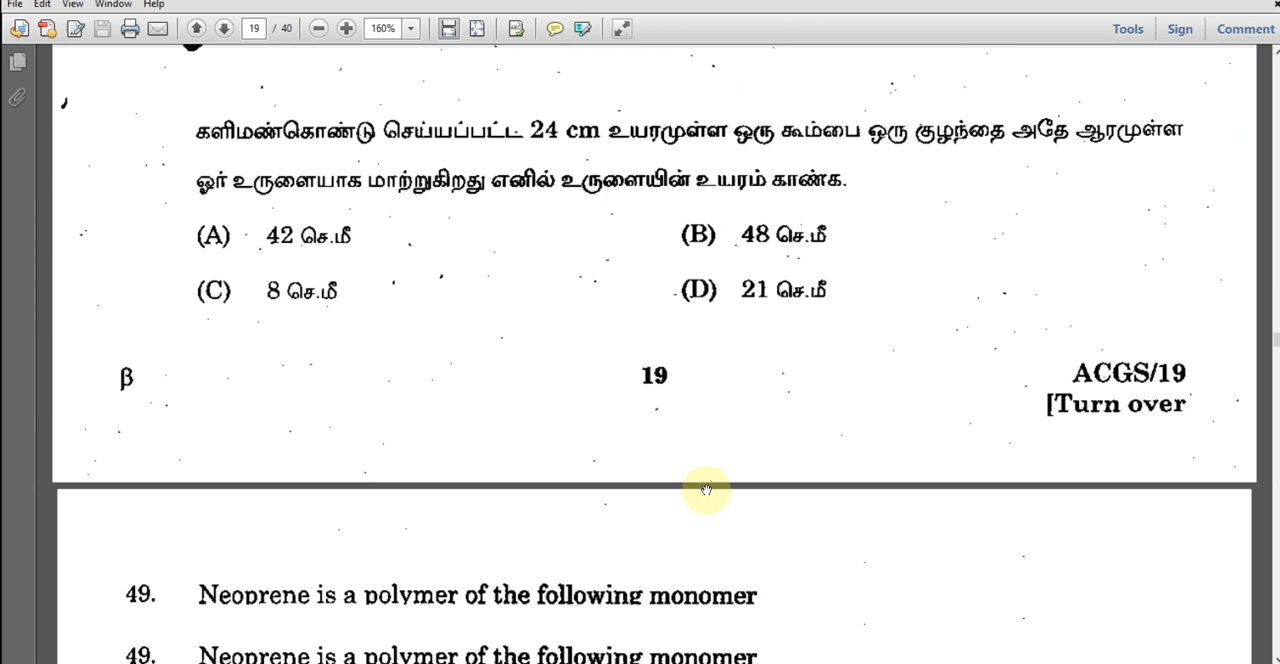 File Edit View Window Help
19 / 40 160% Tools Sign Comment
களிமண்கொண்டு செய்யப்பட்ட 24 cm உயரமுள்ள ஒரு கூம்பை ஒரு குழந்தை அதே ஆரமுள்ள
ஓர் உருளையாக மாற்றுகிறது எனில் உருளையின் உயரம் காண்க.
(A) 42 செ.மீ (B) 48 செ.மீ
(C) 8 செ.மீ (D) 21 செ.மீ
β 19 ACGS/19
[Turn over
49. Neoprene is a polymer of the following monomer
49. Neoprene is a polymer of the following monomer